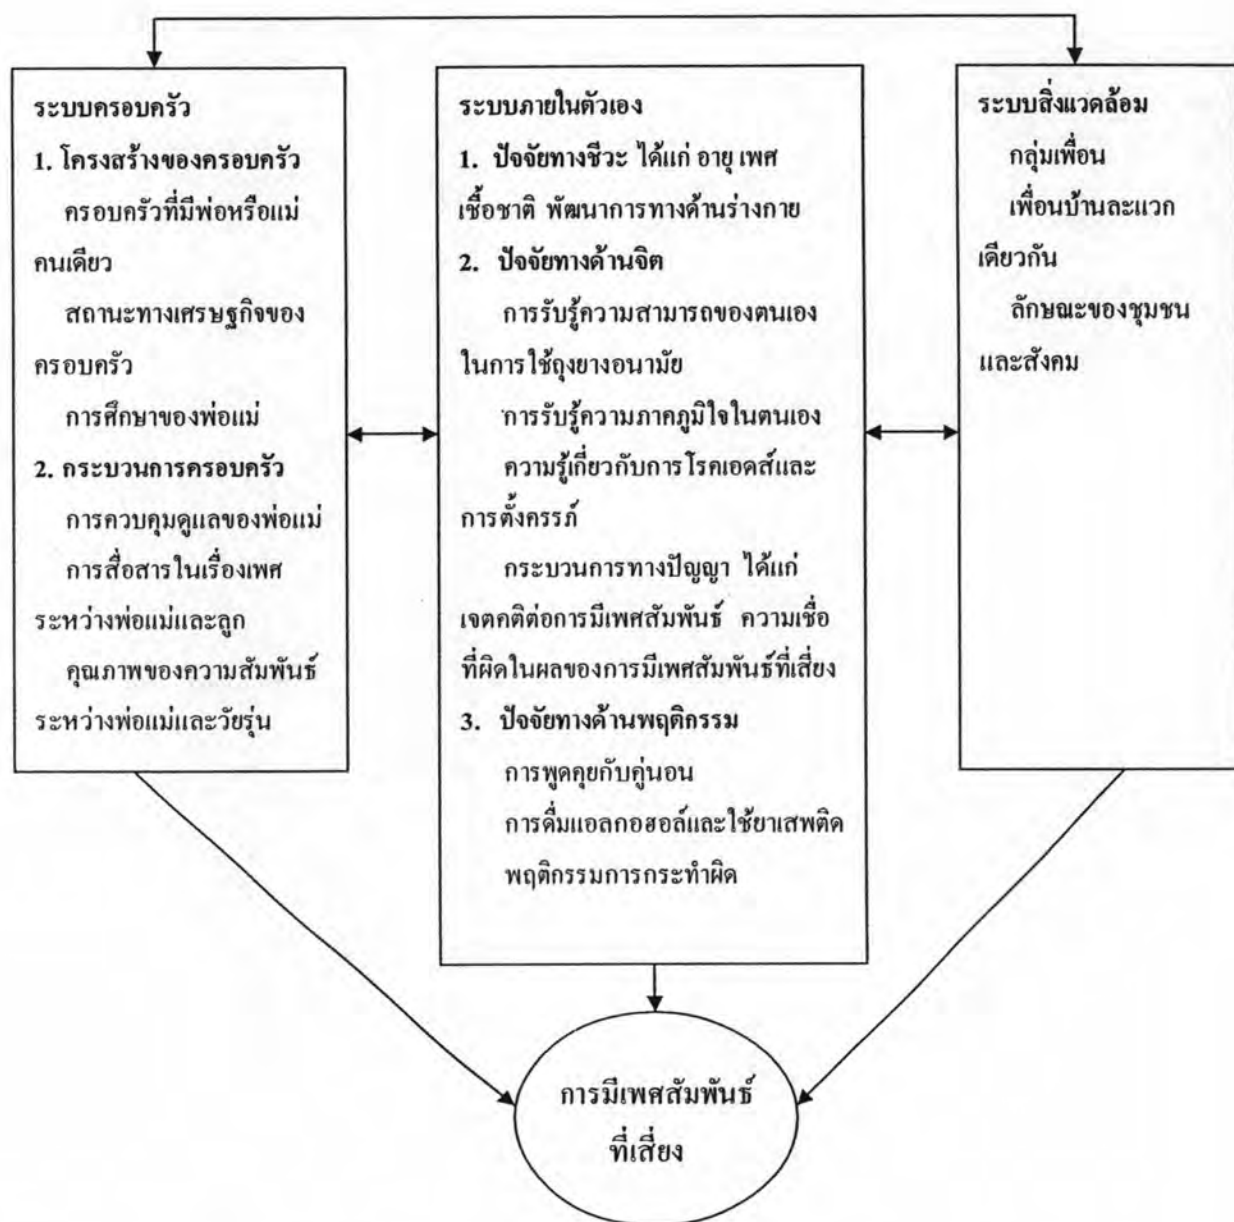 ระบบครอบครัว
1. โครงสร้างของครอบครัว
ครอบครัวที่มีพ่อหรือแม่
คนเดียว
สถานะทางเศรษฐกิจของ
ครอบครัว
การศึกษาของพ่อแม่
2. กระบวนการครอบครัว
การควบคุมดูแลของพ่อแม่
การสื่อสารในเรื่องเพศ
ระหว่างพ่อแม่และลูก
คุณภาพของความสัมพันธ์
ระหว่างพ่อแม่และวัยรุ่น
ระบบภายในตัวเอง
1. ปัจจัยทางชีวะ ได้แก่ อายุ เพศ
เชื้อชาติ พัฒนาการทางด้านร่างกาย
2. ปัจจัยทางด้านจิต
การรับรู้ความสามารถของตนเอง
ในการใช้ถุงยางอนามัย
การรับรู้ความภาคภูมิใจในตนเอง
ความรู้เกี่ยวกับการโรคเอดส์และ
การตั้งครรภ์
กระบวนการทางปัญญา ได้แก่
เจตคติต่อการมีเพศสัมพันธ์ ความเชื่อ
ที่ผิดในผลของการมีเพศสัมพันธ์ที่เสี่ยง
3. ปัจจัยทางด้านพฤติกรรม
การพูดคุยกับคู่นอน
การดื่มแอลกอฮอล์และใช้ยาเสพติด
พฤติกรรมการกระทำผิด
ระบบสิ่งแวดล้อม
กลุ่มเพื่อน
เพื่อนบ้านละแวก
เดียวกัน
ลักษณะของชุมชน
และสังคม
การมีเพศสัมพันธ์
ที่เสี่ยง